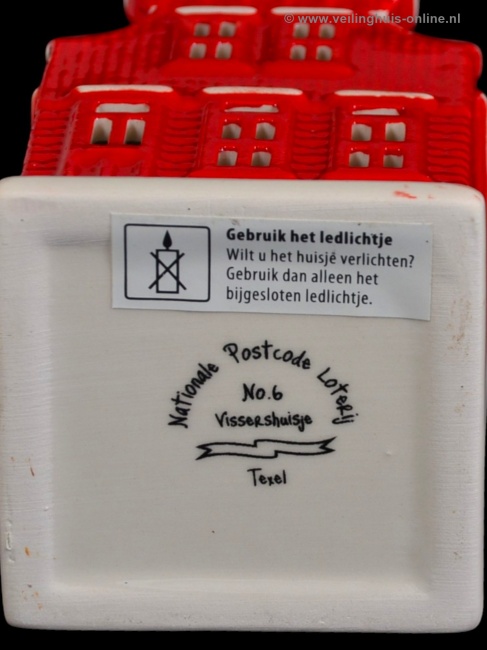 © www.veilinghuis-online.nl
Gebruik het ledlichtje
Wilt u het huisje verlichten?
Gebruik dan alleen het
bijgesloten ledlichtje.
Nationale Postcode Loterij
No.6
Vissershuisje
Texel